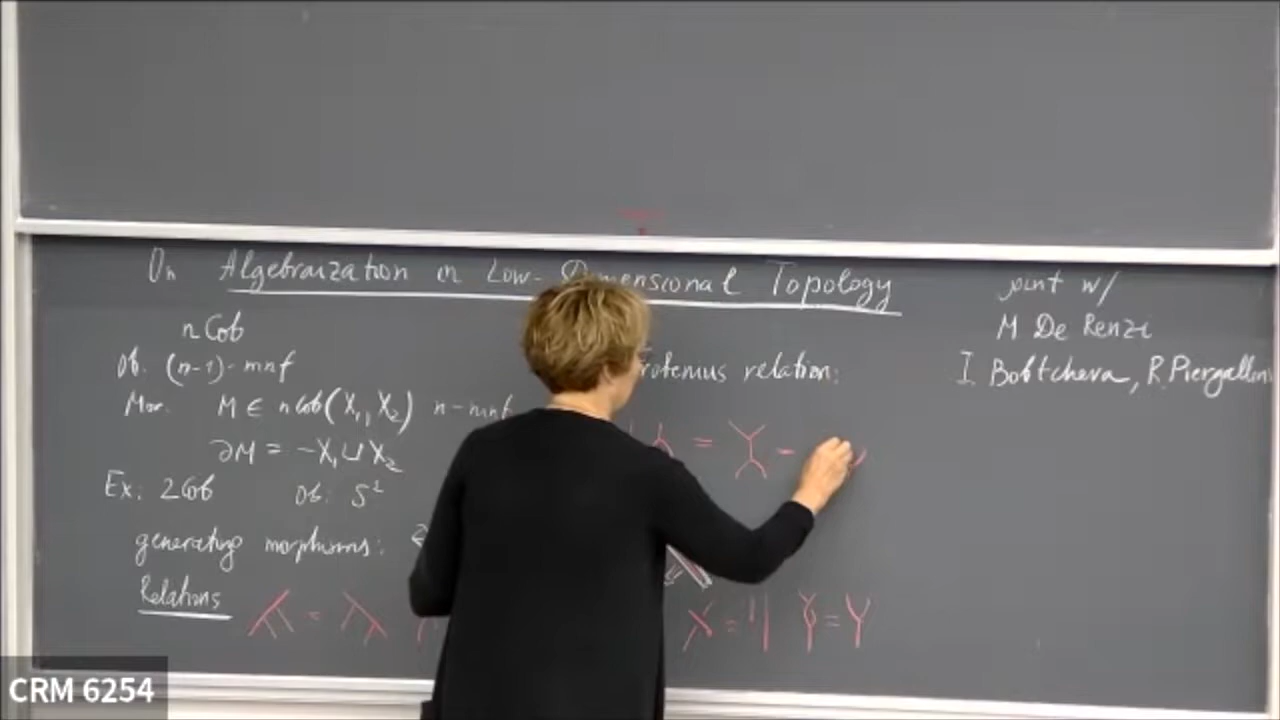 On Algebraization in Low-Dimensional Topology
joint w/
M De Renzi
I. Bobtcheva, R. Piergallini
nCob
Ob. (n-1)-mnf
Mor. M ∈ nCob(X₁, X₂) n-mnf
∂M = -X₁ ⊔ X₂
Ex: 2Cob Ob: S¹
generating morphisms:
Relations
relation:
CRM 6254